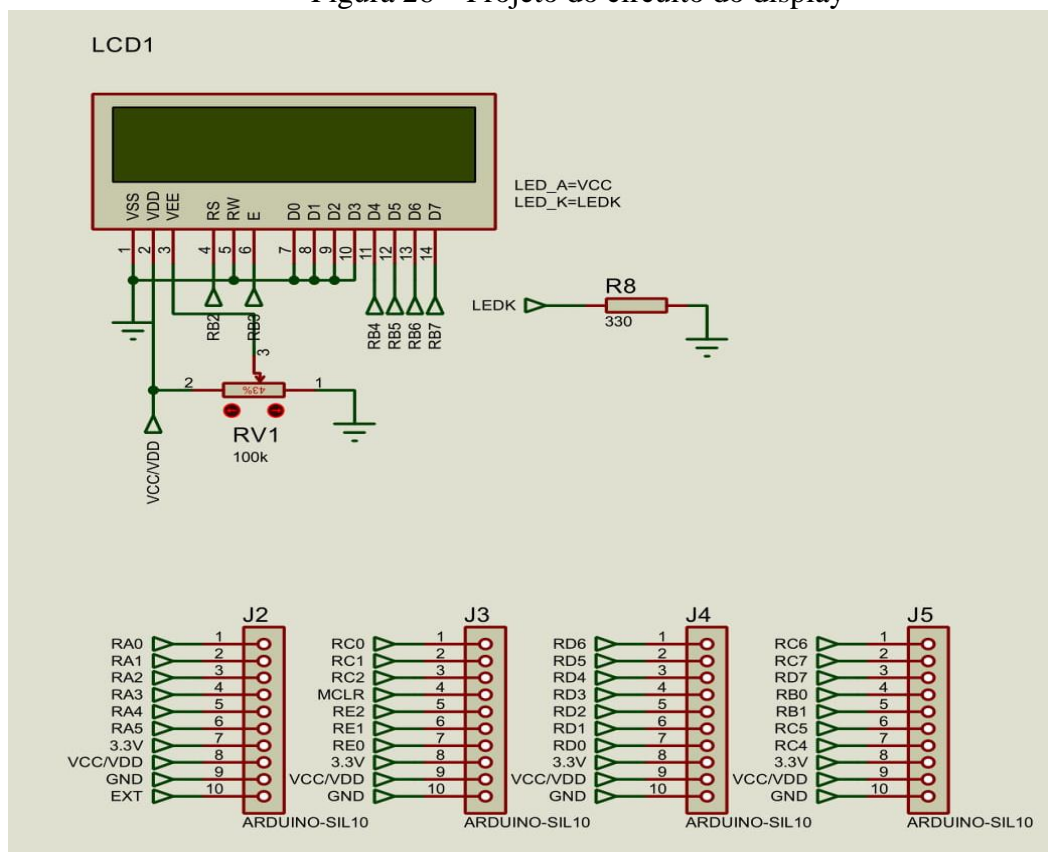 Figura 28 – Projeto do circuito do display
LCD1
LED_A=VCC
LED_K=LEDK
VSS VDD VEE RS RW E D0 D1 D2 D3 D4 D5 D6 D7
1 2 3 4 5 6 7 8 9 10 11 12 13 14
RB2 RB3 RB4 RB5 RB6 RB7
LEDK
R8
330
3
2 43% 1
RV1
100k
VCC/VDD
J2
RA0 1
RA1 2
RA2 3
RA3 4
RA4 5
RA5 6
3.3V 7
VCC/VDD 8
GND 9
EXT 10
ARDUINO-SIL10
J3
RC0 1
RC1 2
RC2 3
MCLR 4
RE2 5
RE1 6
RE0 7
3.3V 8
VCC/VDD 9
GND 10
ARDUINO-SIL10
J4
RD6 1
RD5 2
RD4 3
RD3 4
RD2 5
RD1 6
RD0 7
3.3V 8
VCC/VDD 9
GND 10
ARDUINO-SIL10
J5
RC6 1
RC7 2
RD7 3
RB0 4
RB1 5
RC5 6
RC4 7
3.3V 8
VCC/VDD 9
GND 10
ARDUINO-SIL10